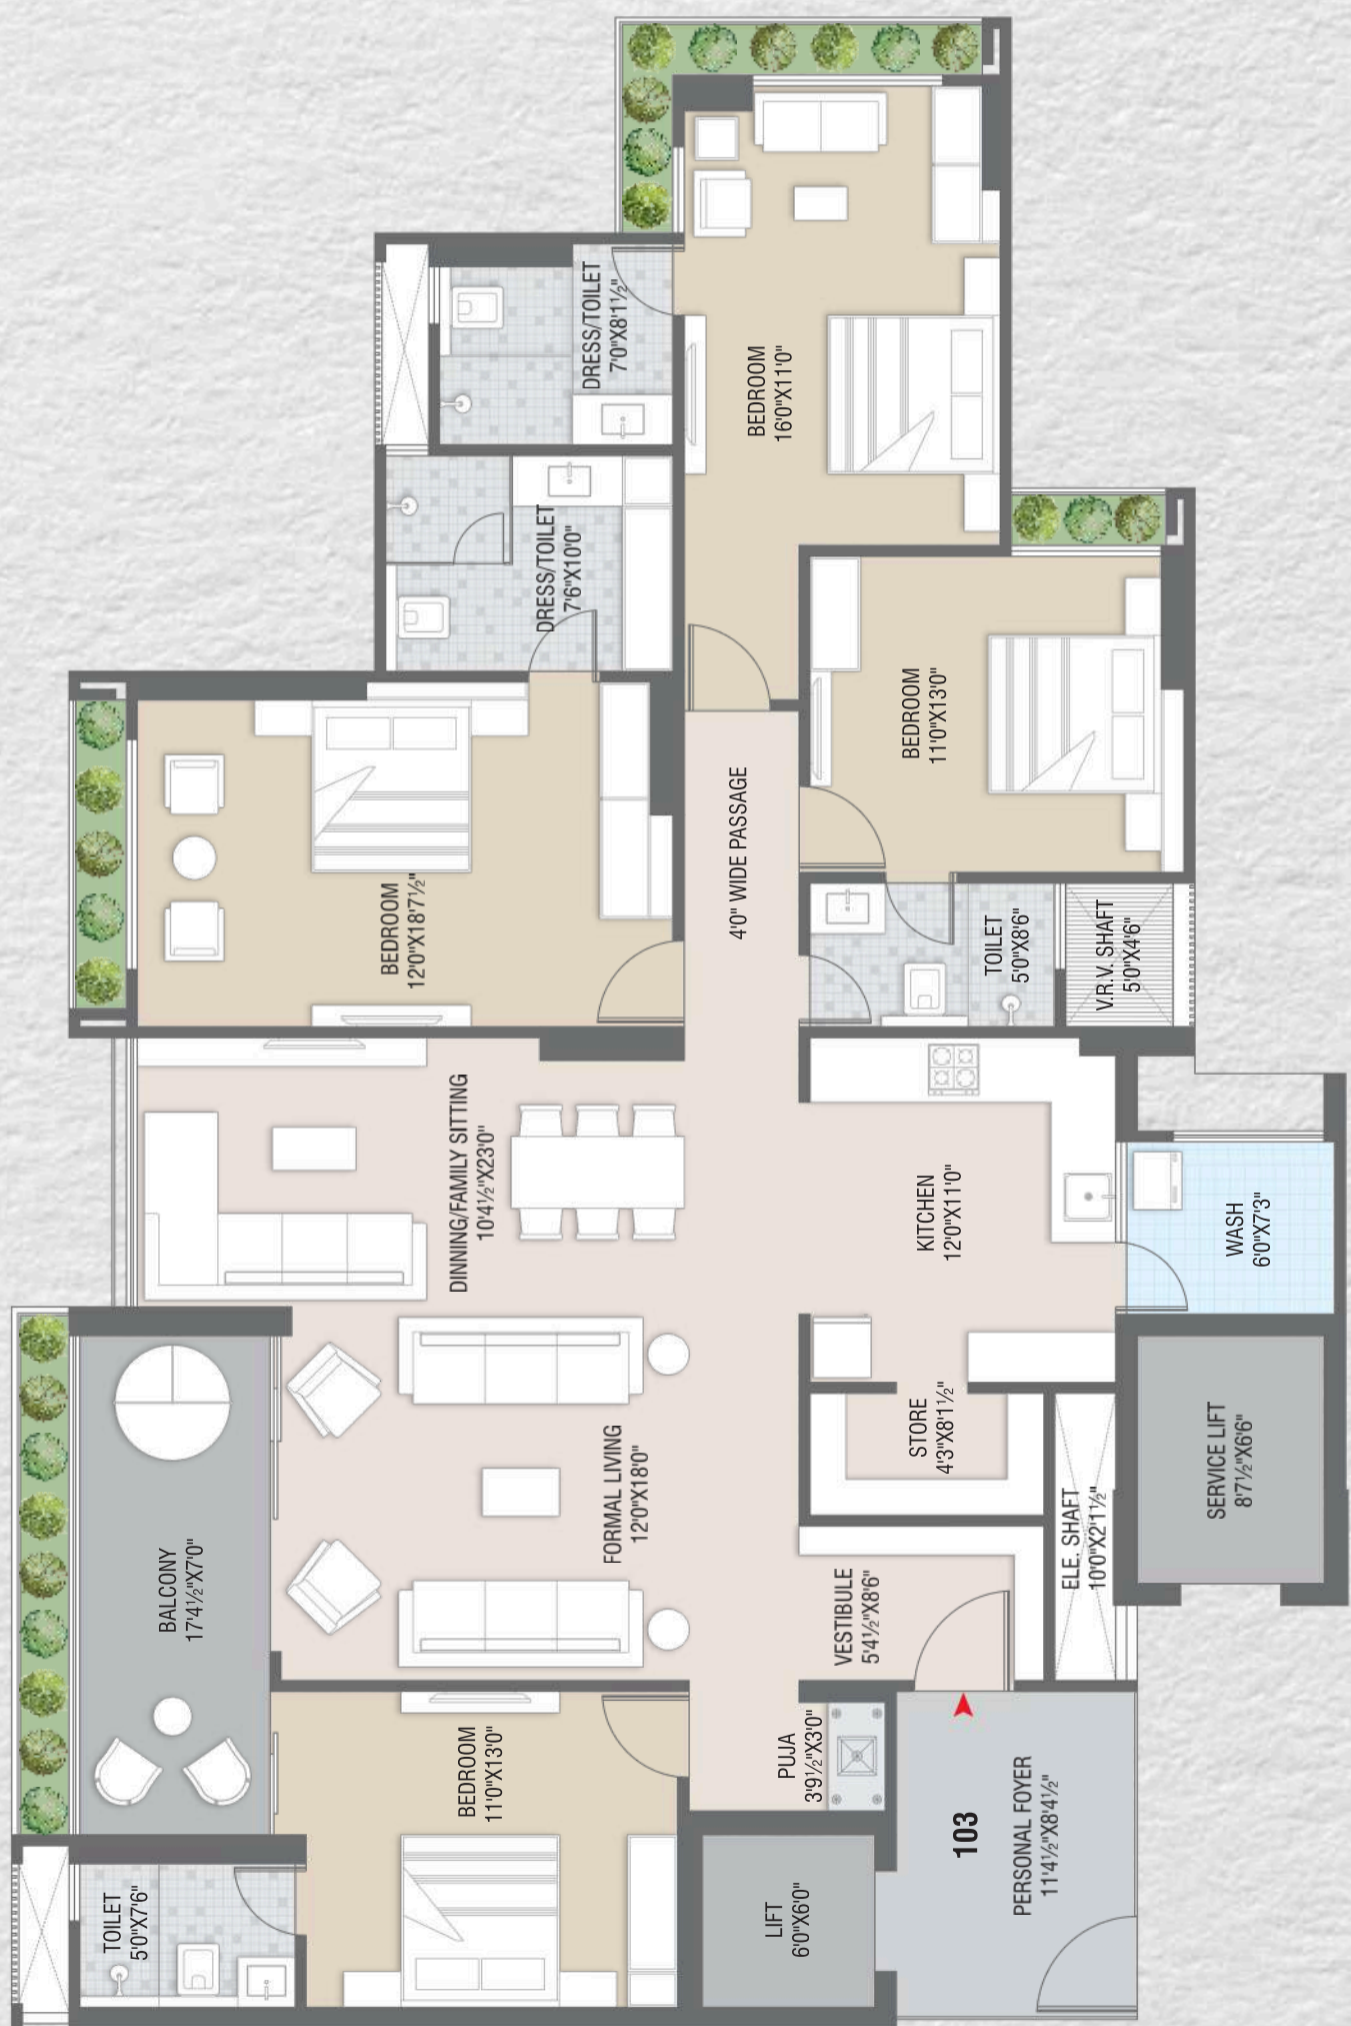 DRESS/TOILET
7'0"X8'1½"
BEDROOM
16'0"X11'0"
DRESS/TOILET
7'6"X10'0"
BEDROOM
11'0"X13'0"
BEDROOM
12'0"X18'7½"
4'0" WIDE PASSAGE
TOILET
5'0"X8'6"
V.R.V. SHAFT
5'0"X4'6"
DINNING/FAMILY SITTING
10'4½"X23'0"
KITCHEN
12'0"X11'0"
WASH
6'0"X7'3"
STORE
4'3"X8'1½"
SERVICE LIFT
8'7½"X6'6"
FORMAL LIVING
12'0"X18'0"
ELE. SHAFT
10'0"X2'1½"
BALCONY
17'4½"X7'0"
VESTIBULE
5'4½"X8'6"
BEDROOM
11'0"X13'0"
PUJA
3'9½"X3'0"
103
PERSONAL FOYER
11'4½"X8'4½"
TOILET
5'0"X7'6"
LIFT
6'0"X6'0"